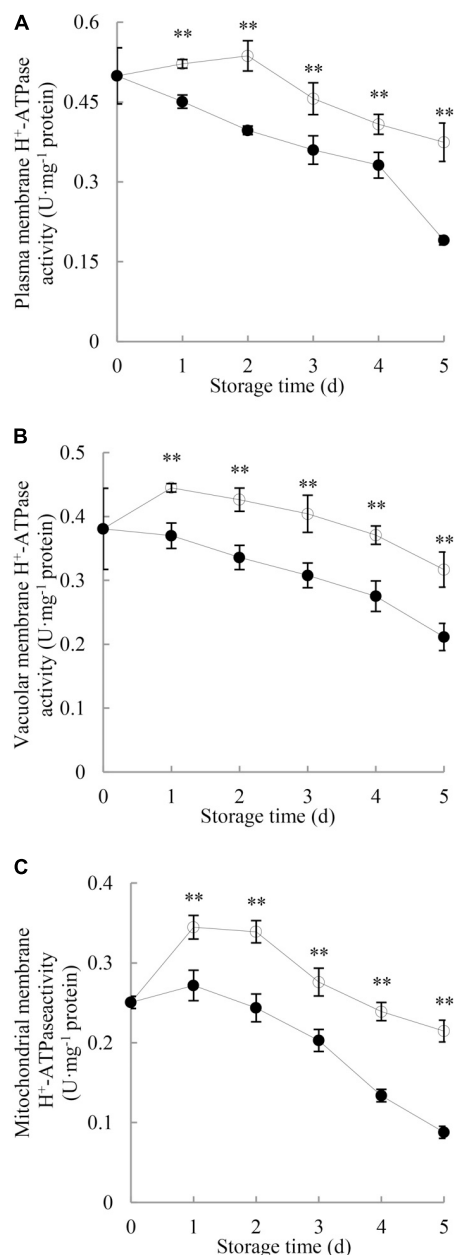 A
Plasma membrane H⁺-ATPase
activity (U·mg⁻¹ protein)
0.6
0.45
0.3
0.15
0
** ** ** ** **
0 1 2 3 4 5
Storage time (d)
B
Vacuolar membrane H⁺-ATPase
activity (U·mg⁻¹ protein)
0.5
0.4
0.3
0.2
0.1
0
** ** ** ** **
0 1 2 3 4 5
Storage time (d)
C
Mitochondrial membrane
H⁺-ATPaseactivity
(U·mg⁻¹ protein)
0.4
0.3
0.2
0.1
0
** ** ** ** **
0 1 2 3 4 5
Storage time (d)